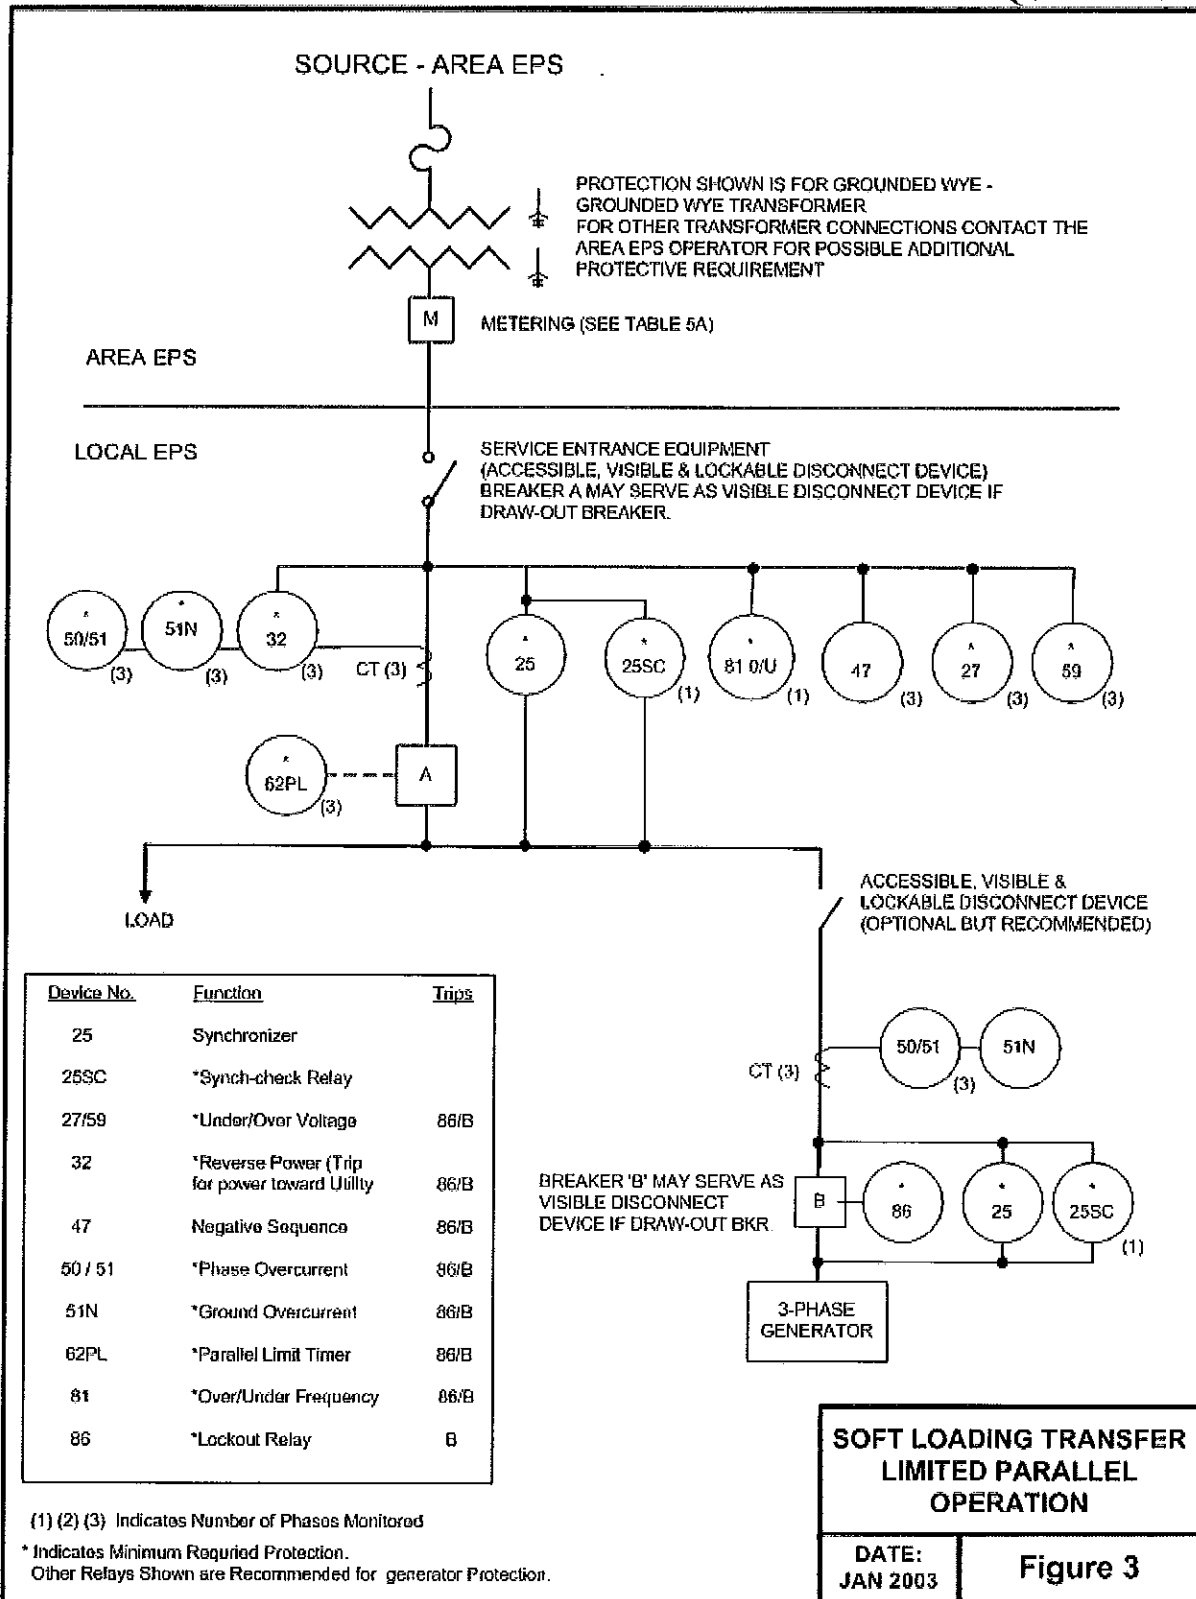 SOURCE - AREA EPS
PROTECTION SHOWN IS FOR GROUNDED WYE -
GROUNDED WYE TRANSFORMER
FOR OTHER TRANSFORMER CONNECTIONS CONTACT THE
AREA EPS OPERATOR FOR POSSIBLE ADDITIONAL
PROTECTIVE REQUIREMENT
M
METERING (SEE TABLE 5A)
AREA EPS
LOCAL EPS
SERVICE ENTRANCE EQUIPMENT
(ACCESSIBLE, VISIBLE & LOCKABLE DISCONNECT DEVICE)
BREAKER A MAY SERVE AS VISIBLE DISCONNECT DEVICE IF
DRAW-OUT BREAKER.
* 50/51 (3)
* 51N (3)
* 32 (3)
CT (3)
* 25
* 25SC (1)
* 81 0/U (1)
47 (3)
* 27 (3)
* 59 (3)
* 62PL (3)
A
LOAD
ACCESSIBLE, VISIBLE &
LOCKABLE DISCONNECT DEVICE
(OPTIONAL BUT RECOMMENDED)
CT (3)
50/51 (3)
51N
BREAKER 'B' MAY SERVE AS
VISIBLE DISCONNECT
DEVICE IF DRAW-OUT BKR.
B
* 86
* 25
* 25SC (1)
3-PHASE
GENERATOR
Device No. Function Trips
25 Synchronizer
25SC *Synch-check Relay
27/59 *Under/Over Voltage 86/B
32 *Reverse Power (Trip
for power toward Utility 86/B
47 Negative Sequence 86/B
50 / 51 *Phase Overcurrent 86/B
51N *Ground Overcurrent 86/B
62PL *Parallel Limit Timer 86/B
81 *Over/Under Frequency 86/B
86 *Lockout Relay B
(1) (2) (3) Indicates Number of Phases Monitored
* Indicates Minimum Requried Protection.
Other Relays Shown are Recommended for generator Protection.
SOFT LOADING TRANSFER
LIMITED PARALLEL
OPERATION
DATE:
JAN 2003
Figure 3